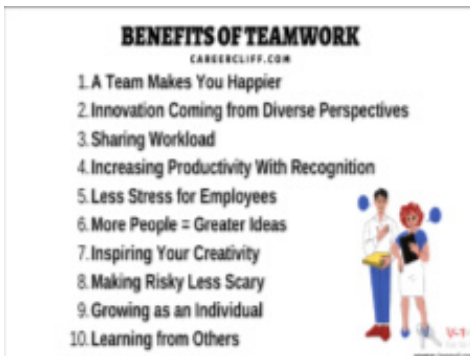 BENEFITS OF TEAMWORK
CAREERCLIFF.COM
1. A Team Makes You Happier
2. Innovation Coming from Diverse Perspectives
3. Sharing Workload
4. Increasing Productivity With Recognition
5. Less Stress for Employees
6. More People = Greater Ideas
7. Inspiring Your Creativity
8. Making Risky Less Scary
9. Growing as an Individual
10. Learning from Others